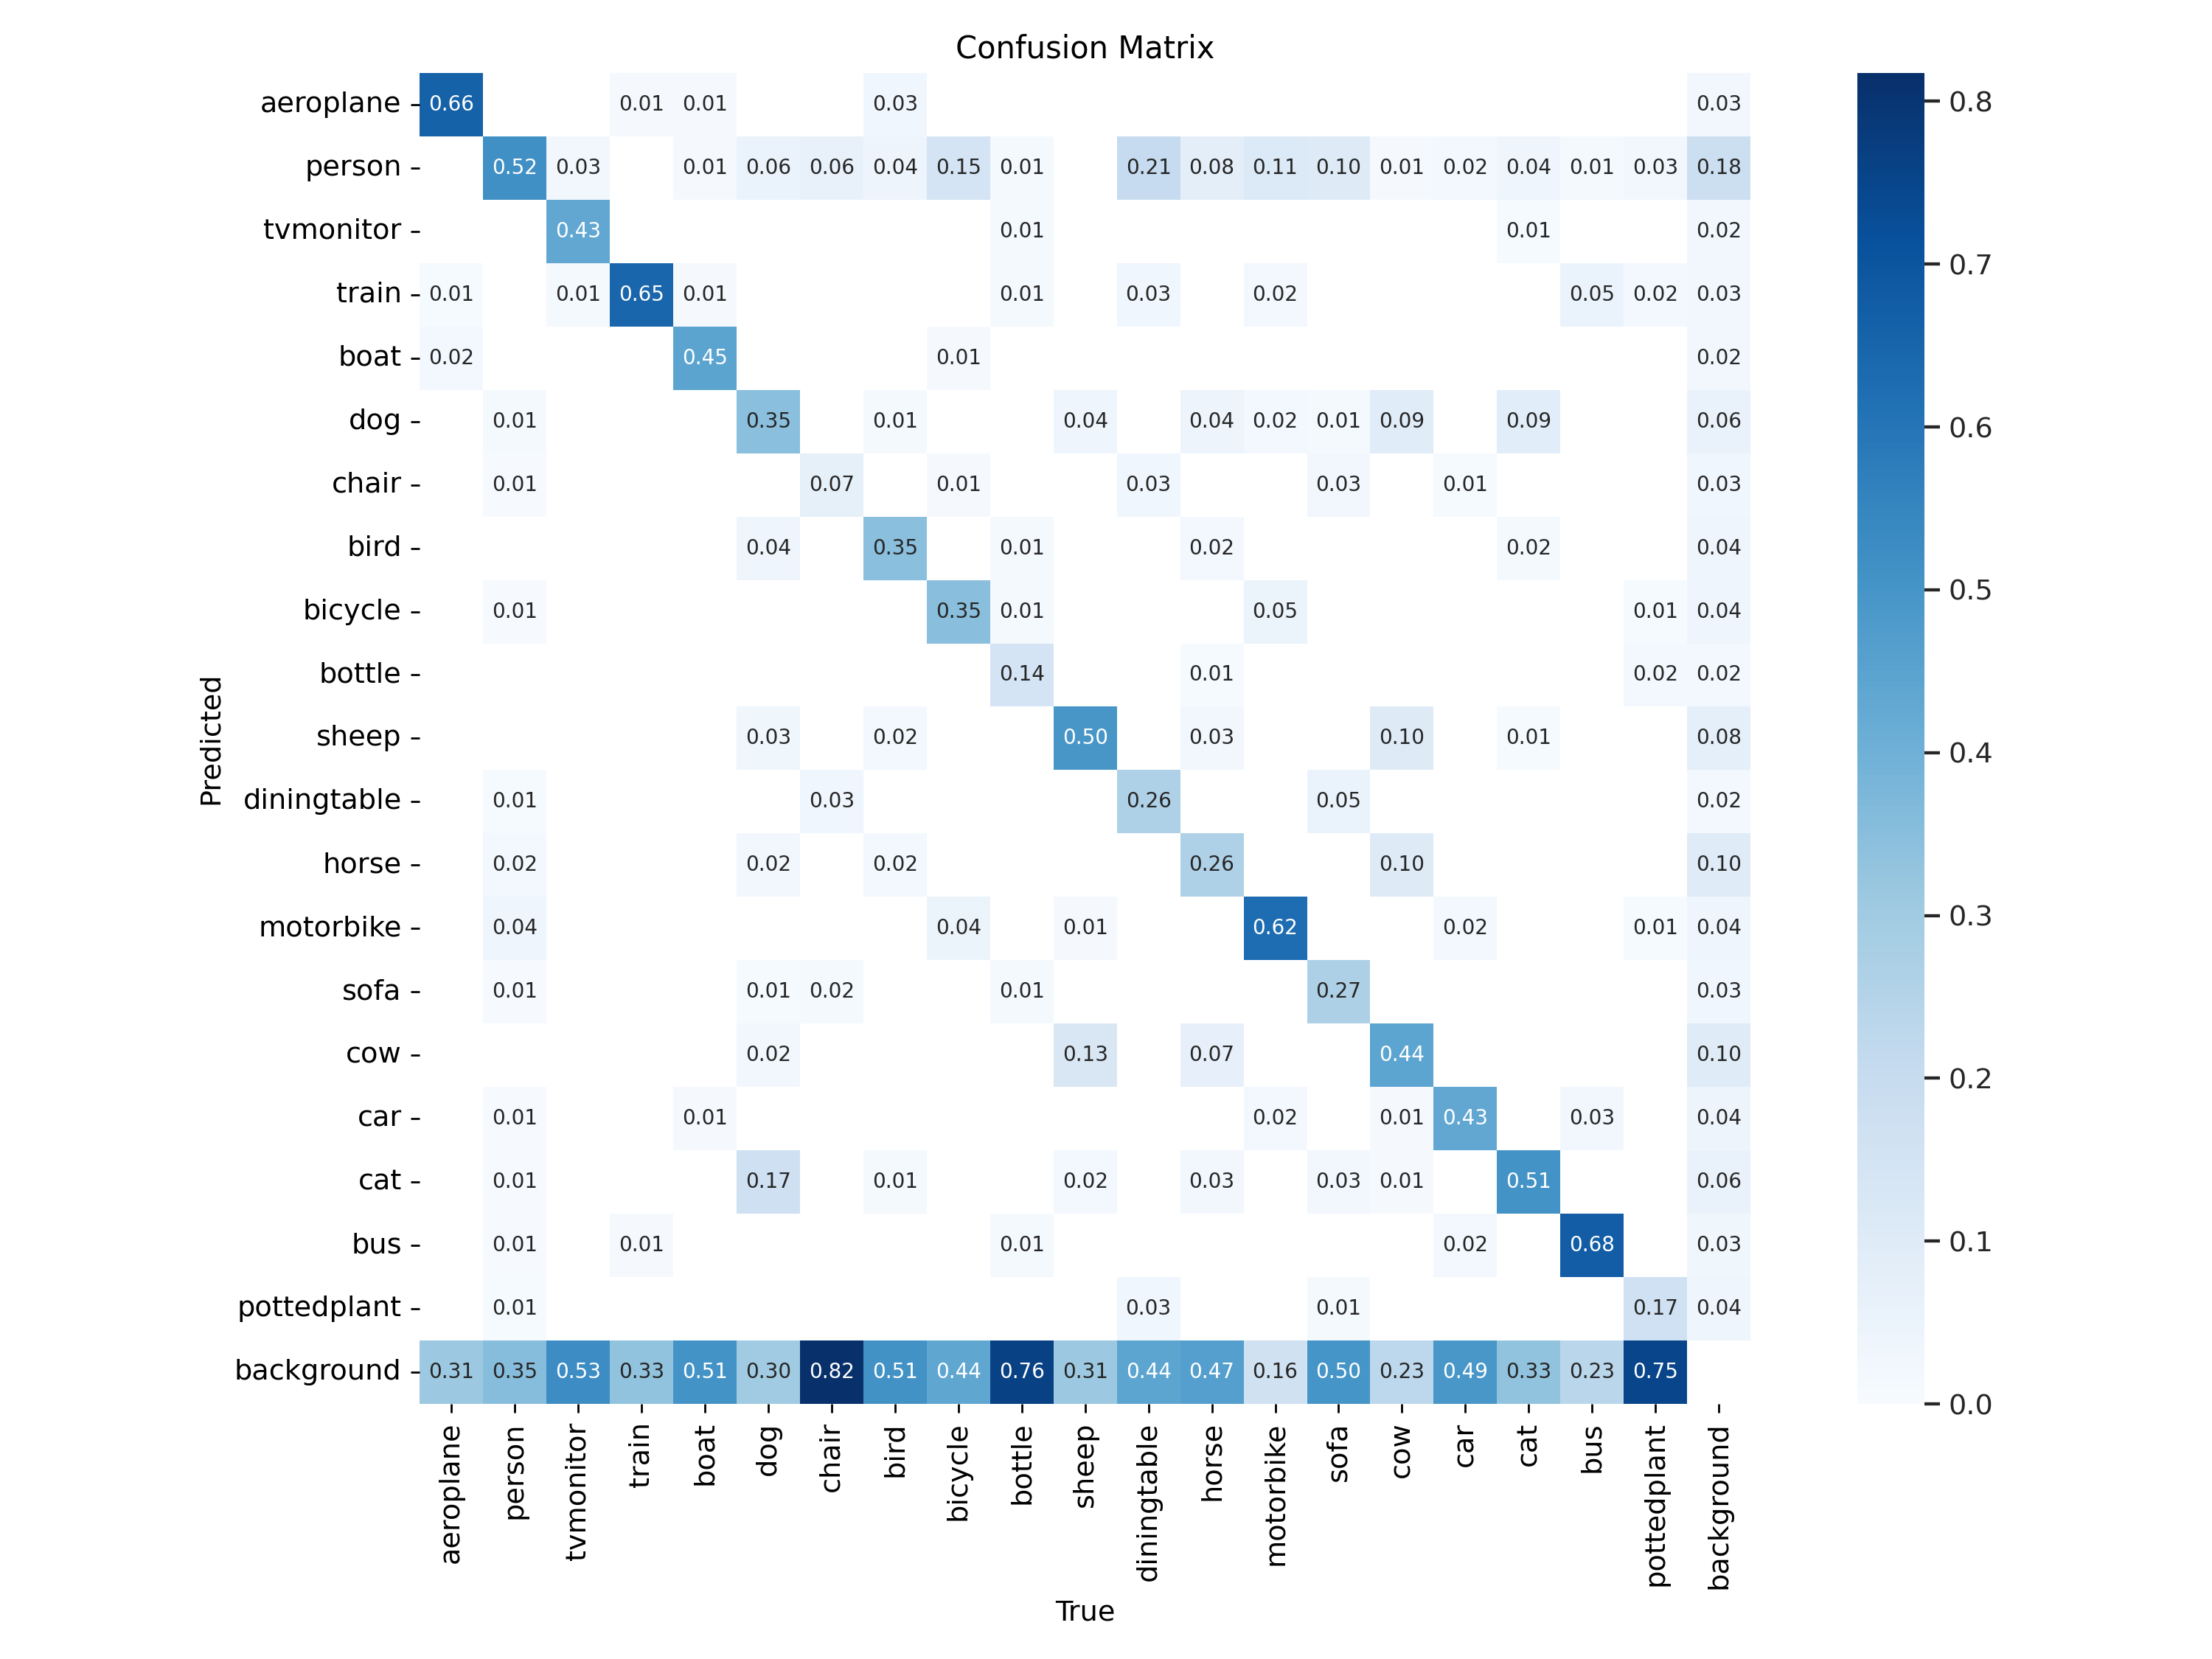 Confusion Matrix
aeroplane 0.66 0.01 0.01 0.03 0.03
person 0.52 0.03 0.01 0.06 0.06 0.04 0.15 0.01 0.21 0.08 0.11 0.10 0.01 0.02 0.04 0.01 0.03 0.18
tvmonitor 0.43 0.01 0.01 0.02
train 0.01 0.01 0.65 0.01 0.01 0.03 0.02 0.05 0.02 0.03
boat 0.02 0.45 0.01 0.02
dog 0.01 0.35 0.01 0.04 0.04 0.02 0.01 0.09 0.09 0.06
chair 0.01 0.07 0.01 0.03 0.03 0.01 0.03
bird 0.04 0.35 0.01 0.02 0.02 0.04
bicycle 0.01 0.35 0.01 0.05 0.01 0.04
bottle 0.14 0.01 0.02 0.02
sheep 0.03 0.02 0.50 0.03 0.10 0.01 0.08
diningtable 0.01 0.03 0.26 0.05 0.02
horse 0.02 0.02 0.02 0.26 0.10 0.10
motorbike 0.04 0.04 0.01 0.62 0.02 0.01 0.04
sofa 0.01 0.01 0.02 0.01 0.27 0.03
cow 0.02 0.13 0.07 0.44 0.10
car 0.01 0.01 0.02 0.01 0.43 0.03 0.04
cat 0.01 0.17 0.01 0.02 0.03 0.03 0.01 0.51 0.06
bus 0.01 0.01 0.01 0.02 0.68 0.03
pottedplant 0.01 0.03 0.01 0.17 0.04
background 0.31 0.35 0.53 0.33 0.51 0.30 0.82 0.51 0.44 0.76 0.31 0.44 0.47 0.16 0.50 0.23 0.49 0.33 0.23 0.75
Predicted
aeroplane person tvmonitor train boat dog chair bird bicycle bottle sheep diningtable horse motorbike sofa cow car cat bus pottedplant background
True
0.8
0.7
0.6
0.5
0.4
0.3
0.2
0.1
0.0